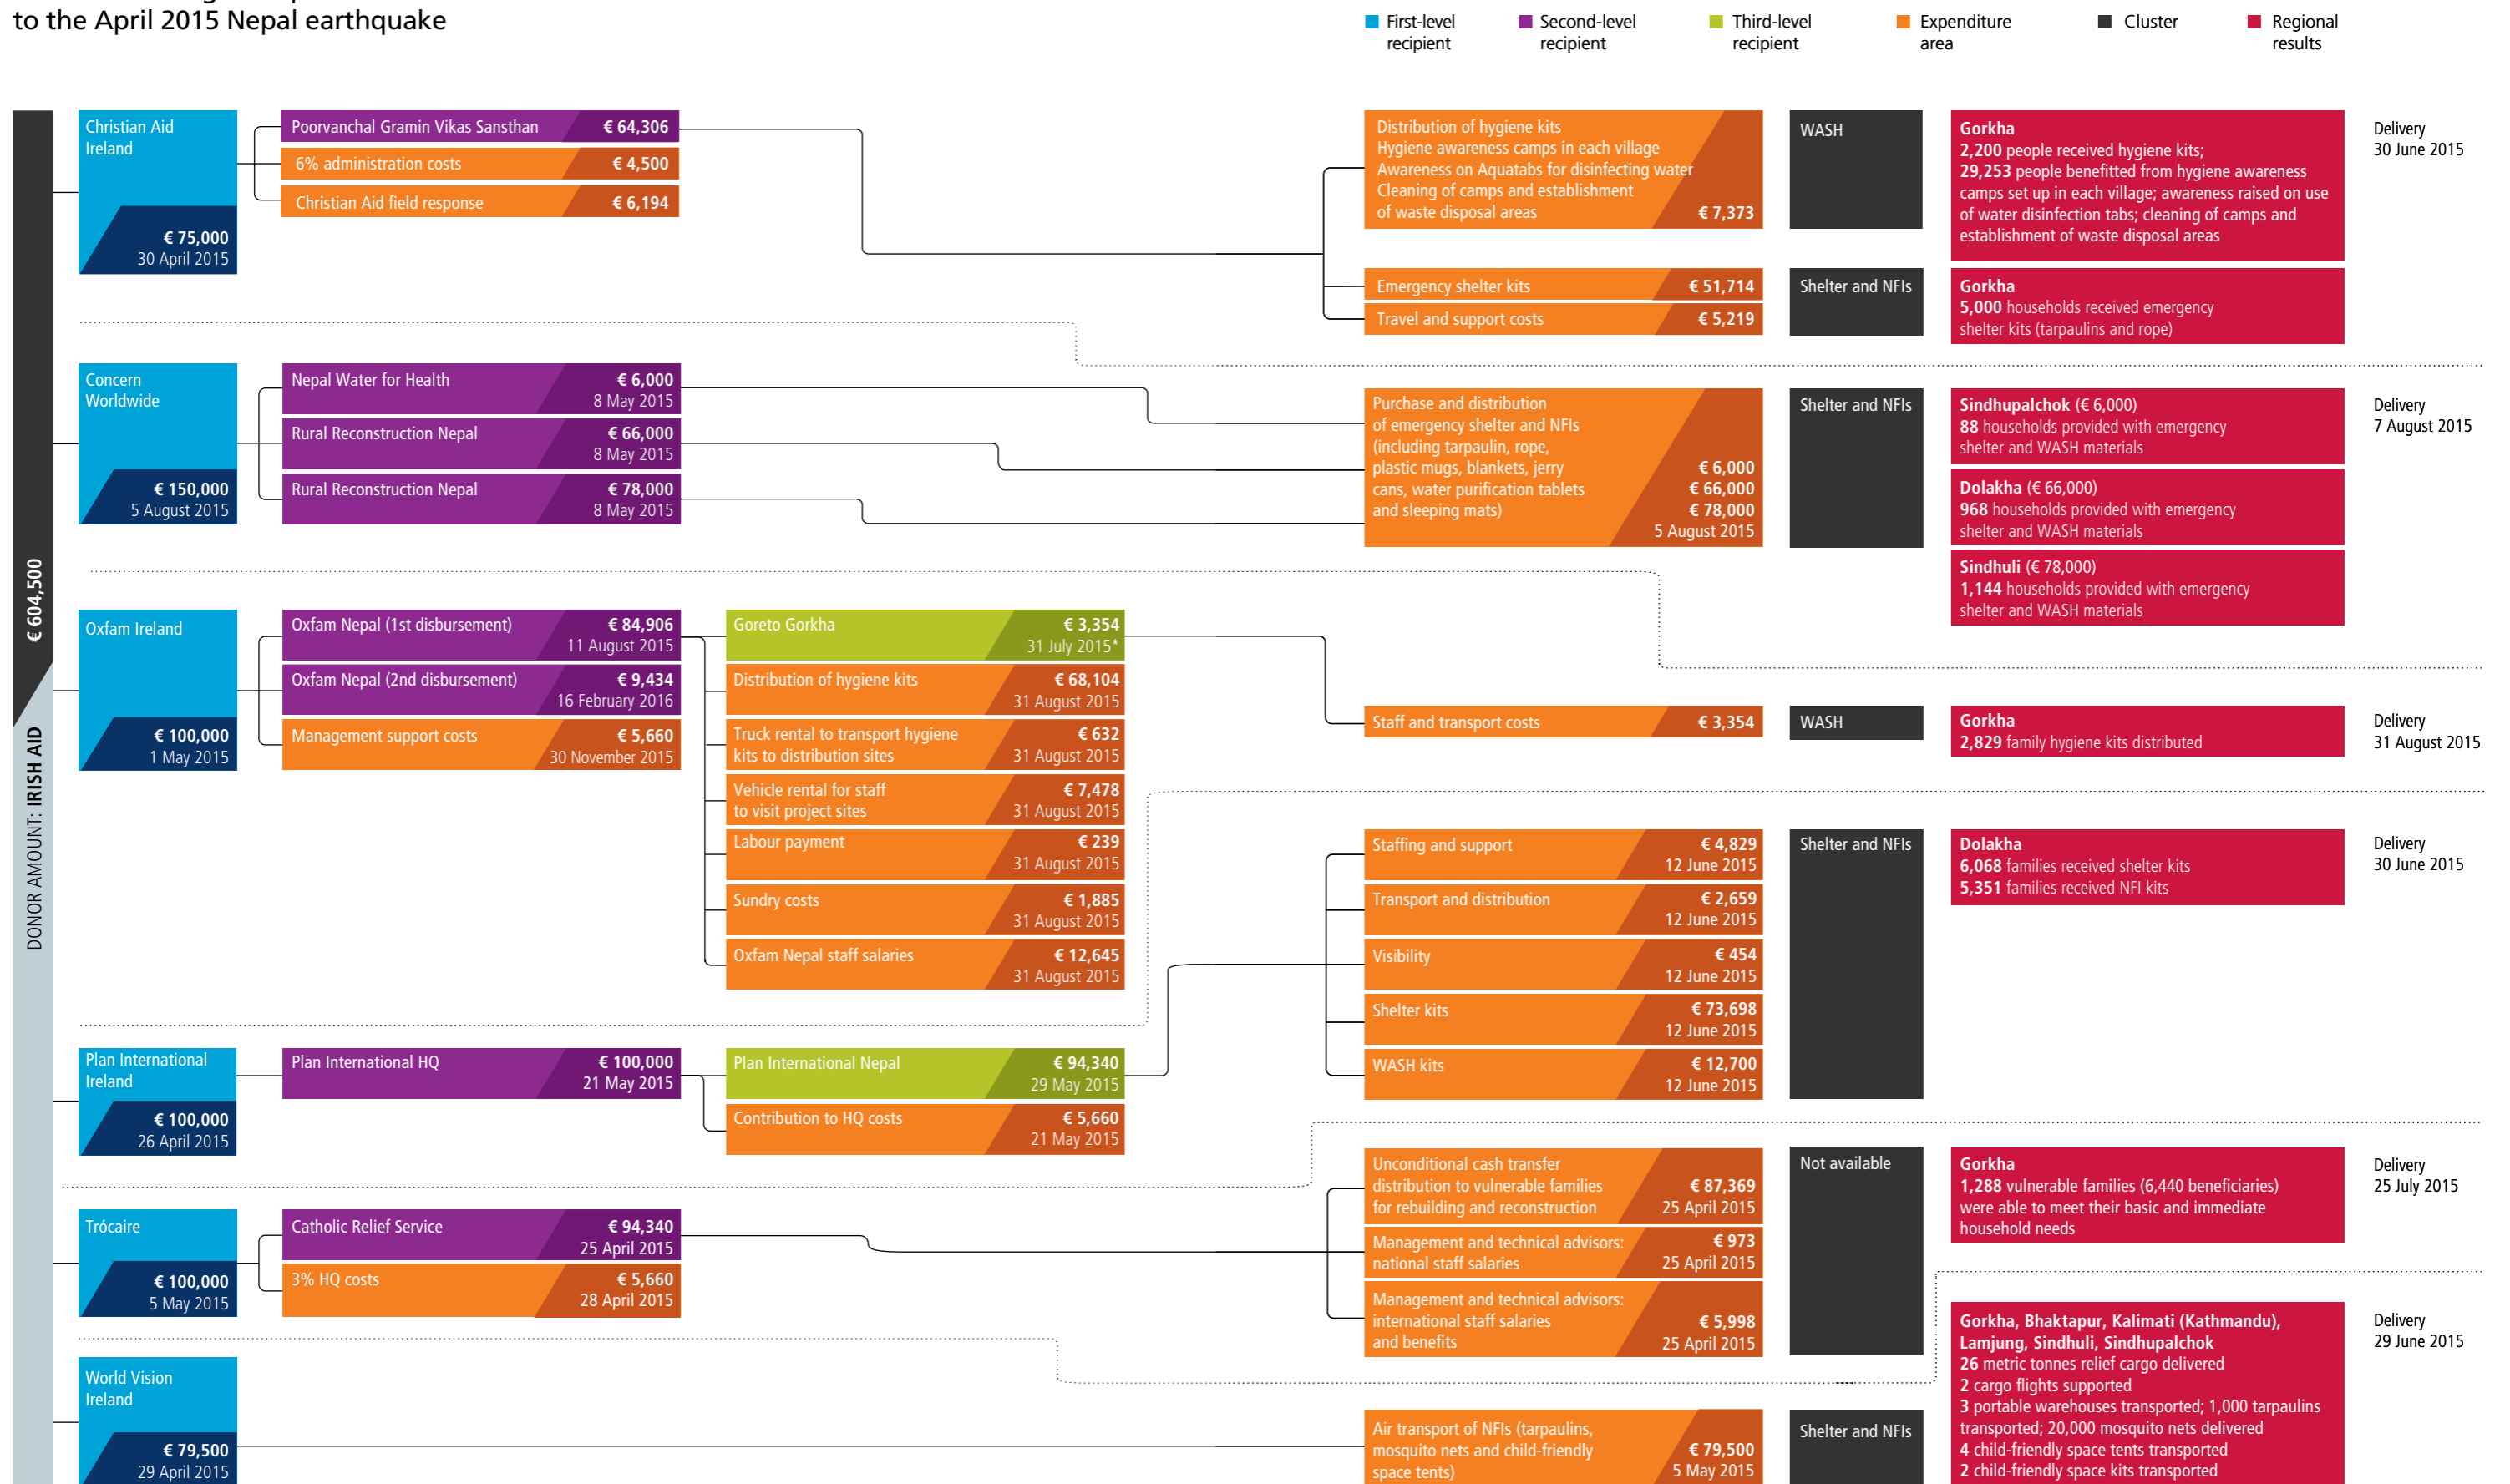 to the April 2015 Nepal earthquake
First-level
recipient
Second-level
recipient
Third-level
recipient
Expenditure
area
Cluster
Regional
results
€ 604,500
DONOR AMOUNT: IRISH AID
Christian Aid
Ireland
€ 75,000
30 April 2015
Poorvanchal Gramin Vikas Sansthan € 64,306
6% administration costs € 4,500
Christian Aid field response € 6,194
Distribution of hygiene kits
Hygiene awareness camps in each village
Awareness on Aquatabs for disinfecting water
Cleaning of camps and establishment
of waste disposal areas € 7,373
Emergency shelter kits € 51,714
Travel and support costs € 5,219
WASH
Shelter and NFIs
Gorkha
2,200 people received hygiene kits;
29,253 people benefitted from hygiene awareness
camps set up in each village; awareness raised on use
of water disinfection tabs; cleaning of camps and
establishment of waste disposal areas
Gorkha
5,000 households received emergency
shelter kits (tarpaulins and rope)
Delivery
30 June 2015
Concern
Worldwide
€ 150,000
5 August 2015
Nepal Water for Health € 6,000
8 May 2015
Rural Reconstruction Nepal € 66,000
8 May 2015
Rural Reconstruction Nepal € 78,000
8 May 2015
Purchase and distribution
of emergency shelter and NFIs
(including tarpaulin, rope,
plastic mugs, blankets, jerry € 6,000
cans, water purification tablets € 66,000
and sleeping mats) € 78,000
5 August 2015
Shelter and NFIs
Sindhupalchok (€ 6,000)
88 households provided with emergency
shelter and WASH materials
Dolakha (€ 66,000)
968 households provided with emergency
shelter and WASH materials
Sindhuli (€ 78,000)
1,144 households provided with emergency
shelter and WASH materials
Delivery
7 August 2015
Oxfam Ireland
€ 100,000
1 May 2015
Oxfam Nepal (1st disbursement) € 84,906
11 August 2015
Oxfam Nepal (2nd disbursement) € 9,434
16 February 2016
Management support costs € 5,660
30 November 2015
Goreto Gorkha € 3,354
31 July 2015*
Distribution of hygiene kits € 68,104
31 August 2015
Truck rental to transport hygiene € 632
kits to distribution sites 31 August 2015
Vehicle rental for staff € 7,478
to visit project sites 31 August 2015
Labour payment € 239
31 August 2015
Sundry costs € 1,885
31 August 2015
Oxfam Nepal staff salaries € 12,645
31 August 2015
Staff and transport costs € 3,354
WASH
Gorkha
2,829 family hygiene kits distributed
Delivery
31 August 2015
Plan International
Ireland
€ 100,000
26 April 2015
Plan International HQ € 100,000
21 May 2015
Plan International Nepal € 94,340
29 May 2015
Contribution to HQ costs € 5,660
21 May 2015
Staffing and support € 4,829
12 June 2015
Transport and distribution € 2,659
12 June 2015
Visibility € 454
12 June 2015
Shelter kits € 73,698
12 June 2015
WASH kits € 12,700
12 June 2015
Shelter and NFIs
Dolakha
6,068 families received shelter kits
5,351 families received NFI kits
Delivery
30 June 2015
Trócaire
€ 100,000
5 May 2015
Catholic Relief Service € 94,340
25 April 2015
3% HQ costs € 5,660
28 April 2015
Unconditional cash transfer
distribution to vulnerable families € 87,369
for rebuilding and reconstruction 25 April 2015
Management and technical advisors: € 973
national staff salaries 25 April 2015
Management and technical advisors:
international staff salaries € 5,998
and benefits 25 April 2015
Not available
Gorkha
1,288 vulnerable families (6,440 beneficiaries)
were able to meet their basic and immediate
household needs
Delivery
25 July 2015
World Vision
Ireland
€ 79,500
29 April 2015
Air transport of NFIs (tarpaulins,
mosquito nets and child-friendly € 79,500
space tents) 5 May 2015
Shelter and NFIs
Gorkha, Bhaktapur, Kalimati (Kathmandu),
Lamjung, Sindhuli, Sindhupalchok
26 metric tonnes relief cargo delivered
2 cargo flights supported
3 portable warehouses transported; 1,000 tarpaulins
transported; 20,000 mosquito nets delivered
4 child-friendly space tents transported
2 child-friendly space kits transported
Delivery
29 June 2015